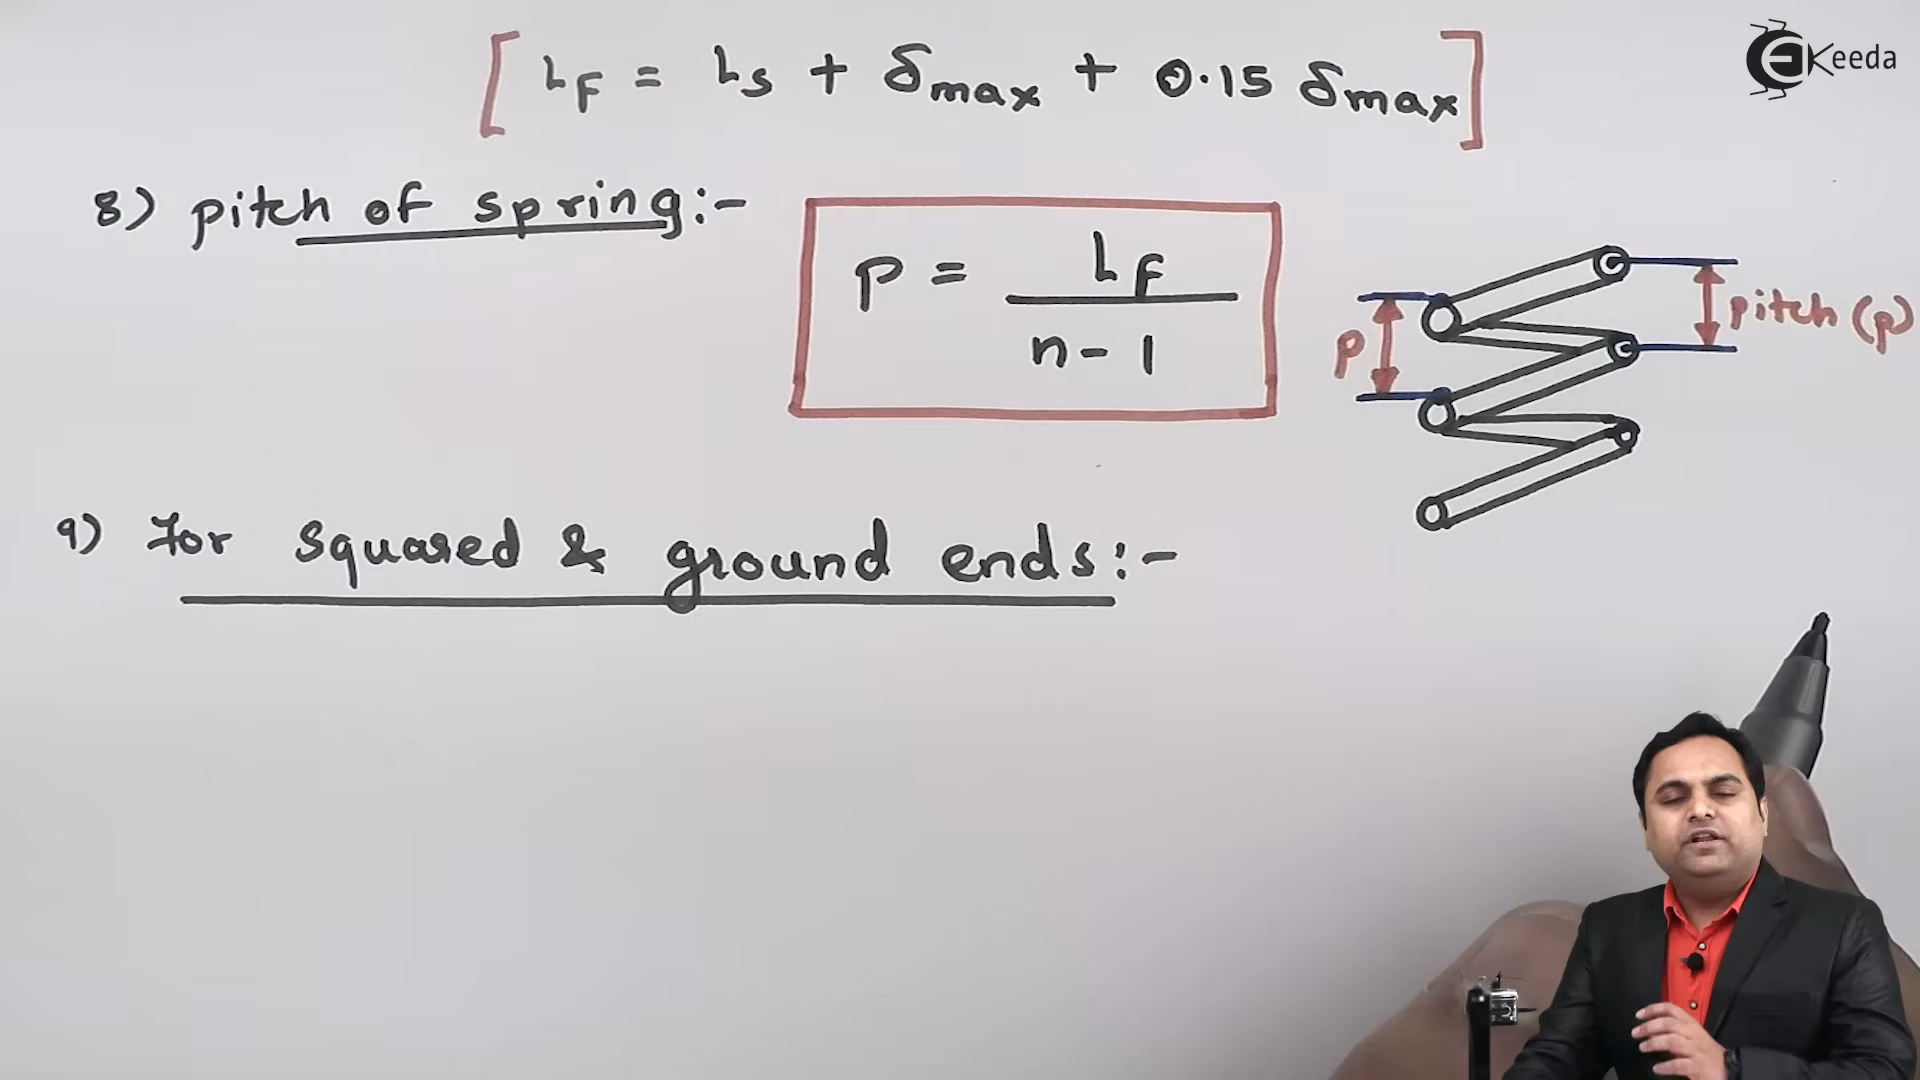 [ LF = LS + δmax + 0.15 δmax ]
Keeda
8) pitch of spring:-
P = LF / n - 1
pitch (p)
P
9) For squared & ground ends:-